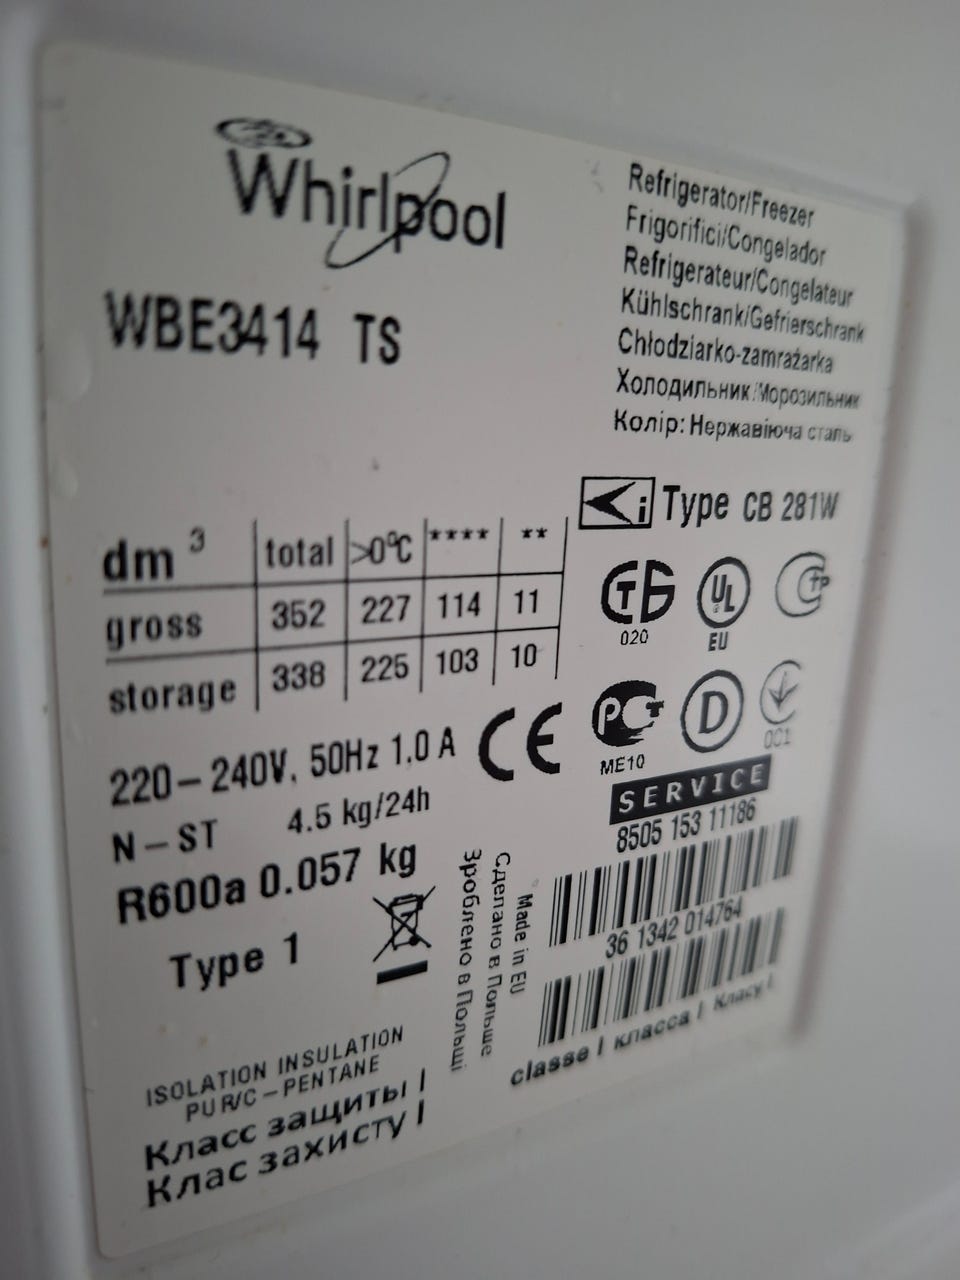 Whirlpool
WBE3414 TS
Refrigerator/Freezer
Frigorifici/Congelador
Refrigerateur/Congelateur
Kühlschrank/Gefrierschrank
Chłodziarko-zamrażarka
Холодильник/Морозильник
Колір: Нержавіюча сталь
i Type CB 281W
dm³ total >0°C **** **
gross 352 227 114 11
storage 338 225 103 10
020
UL
EU
220-240V, 50Hz 1.0 A
CE
PCT
ME10
D
001
N-ST 4.5 kg/24h
R600a 0.057 kg
Type 1
SERVICE
8505 153 11186
36 1342 014764
Made in EU
Сделано в Польше
Зроблено в Польщі
classe I класса I Класу I
ISOLATION INSULATION
PUR/C-PENTANE
Класс защиты I
Клас захисту I